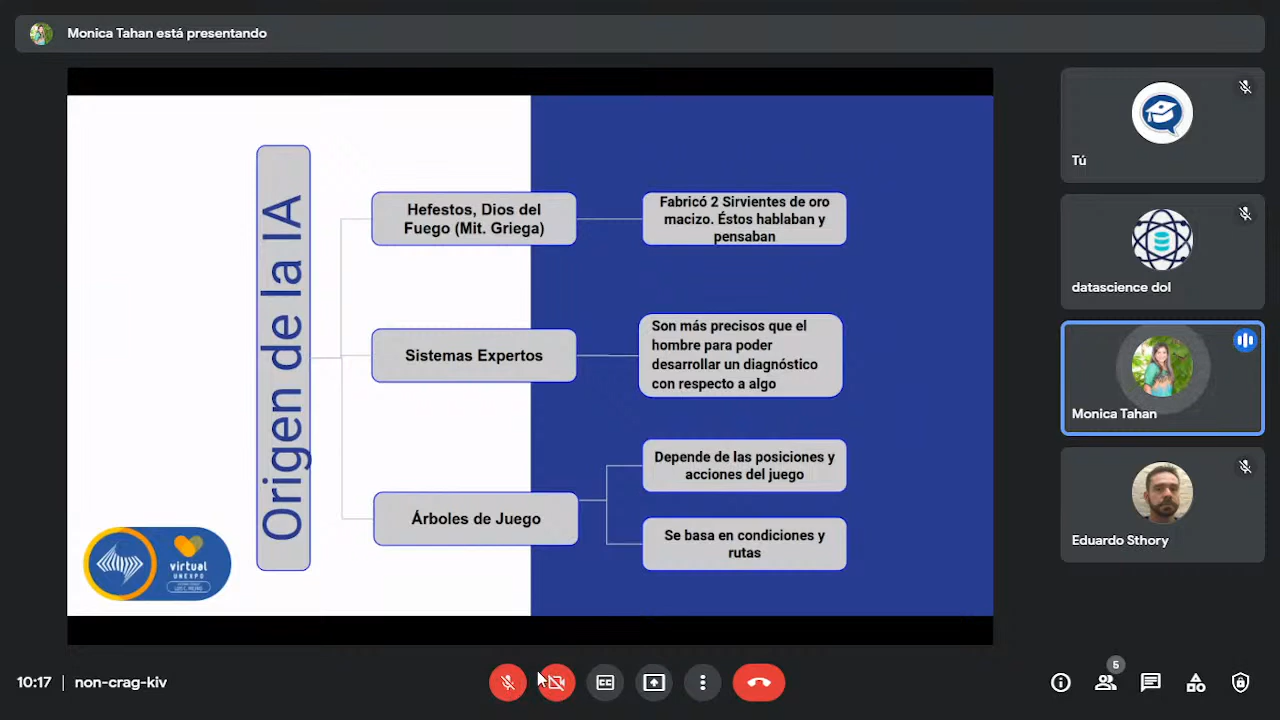 Monica Tahan está presentando
Origen de la IA
Hefestos, Dios del
Fuego (Mit. Griega)
Fabricó 2 Sirvientes de oro
macizo. Éstos hablaban y
pensaban
Sistemas Expertos
Son más precisos que el
hombre para poder
desarrollar un diagnóstico
con respecto a algo
Árboles de Juego
Depende de las posiciones y
acciones del juego
Se basa en condiciones y
rutas
virtual
UNEXPO
Tú
datascience dol
Monica Tahan
Eduardo Sthory
10:17 | non-crag-kiv
5